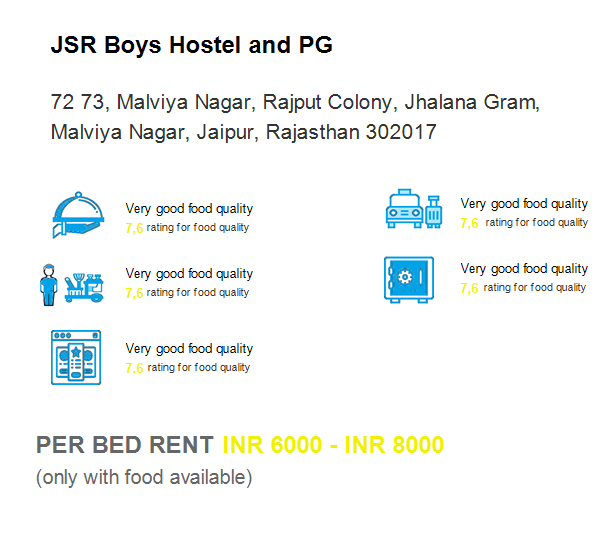 JSR Boys Hostel and PG
72 73, Malviya Nagar, Rajput Colony, Jhalana Gram,
Malviya Nagar, Jaipur, Rajasthan 302017
Very good food quality
7,6 rating for food quality
Very good food quality
7,6 rating for food quality
Very good food quality
7,6 rating for food quality
Very good food quality
7,6 rating for food quality
Very good food quality
7,6 rating for food quality
PER BED RENT INR 6000 - INR 8000
(only with food available)